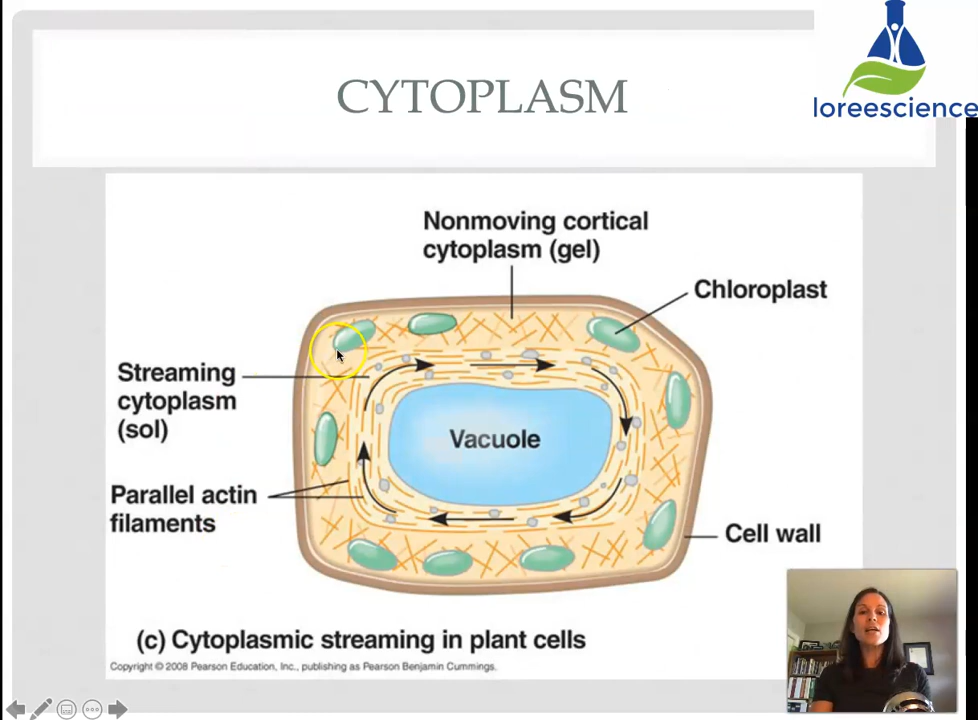 CYTOPLASM
loreescience
Nonmoving cortical
cytoplasm (gel)
Chloroplast
Streaming
cytoplasm
(sol)
Vacuole
Parallel actin
filaments
Cell wall
(c) Cytoplasmic streaming in plant cells
Copyright © 2008 Pearson Education, Inc., publishing as Pearson Benjamin Cummings.